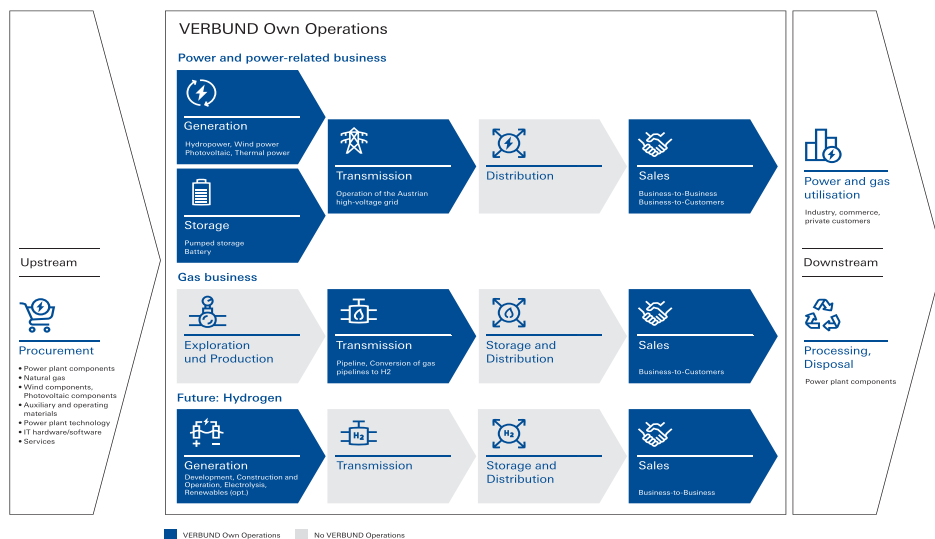 VERBUND Own Operations
Power and power-related business
Generation
Hydropower, Wind power
Photovoltaic, Thermal power
Storage
Pumped storage
Battery
Transmission
Operation of the Austrian
high-voltage grid
Distribution
Sales
Business-to-Business
Business-to-Customers
Gas business
Exploration
und Production
Transmission
Pipeline, Conversion of gas
pipelines to H2
Storage and
Distribution
Sales
Business-to-Customers
Future: Hydrogen
Generation
Development, Construction and
Operation, Electrolysis,
Renewables (opt.)
H2
Transmission
H2
Storage and
Distribution
Sales
Business-to-Business
Upstream
Procurement
• Power plant components
• Natural gas
• Wind components,
Photovoltaic components
• Auxiliary and operating
materials
• Power plant technology
• IT hardware/software
• Services
Power and gas
utilisation
Industry, commerce,
private customers
Downstream
Processing,
Disposal
Power plant components
VERBUND Own Operations
No VERBUND Operations